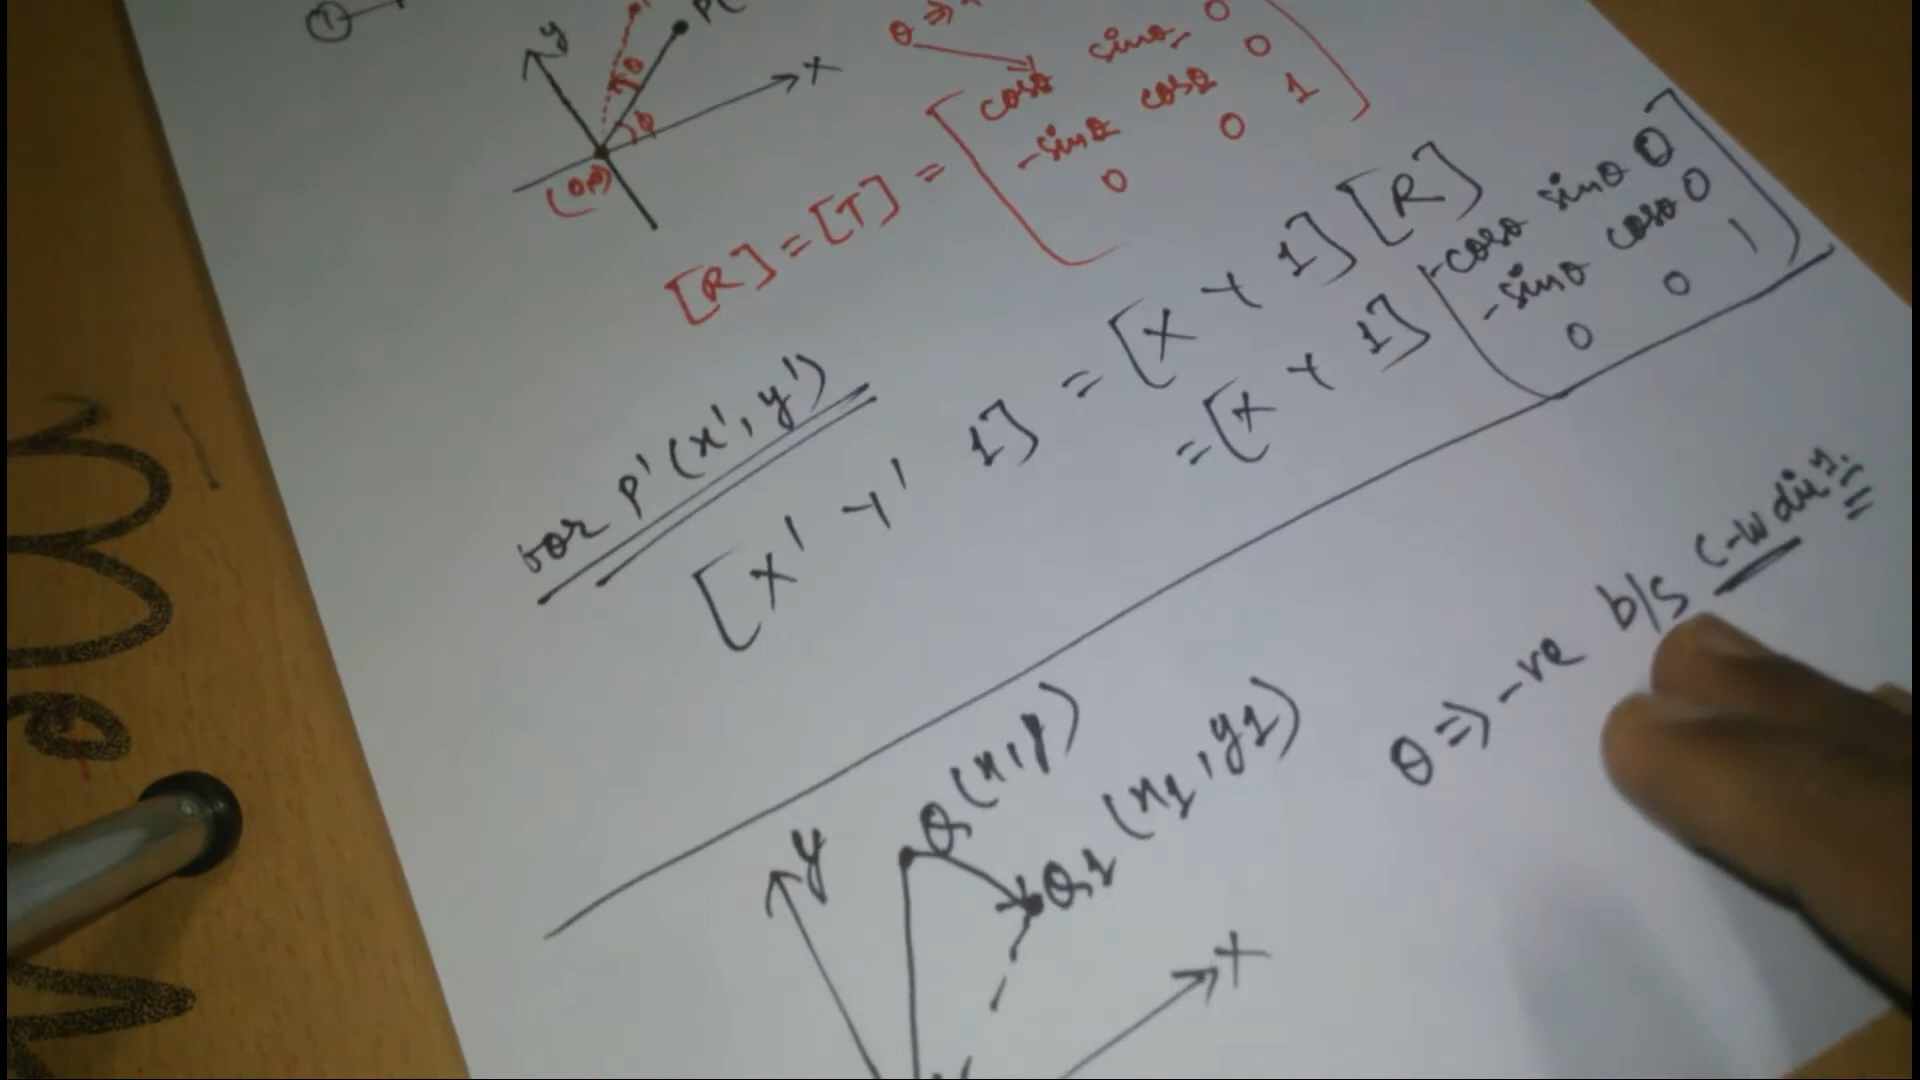 1
y
θ
P(
X
φ
(0,0)
θ ⇒
[R] = [T] =
cosθ sinθ 0
-sinθ cosθ 0
0 0 1
for P'(x', y')
[X' Y' 1] = [X Y 1] [R]
= [X Y 1]
cosθ sinθ 0
-sinθ cosθ 0
0 0 1
θ ⇒ -ve b/s C-W dir.
y
Q(x, y)
Q1 (x1, y1)
X